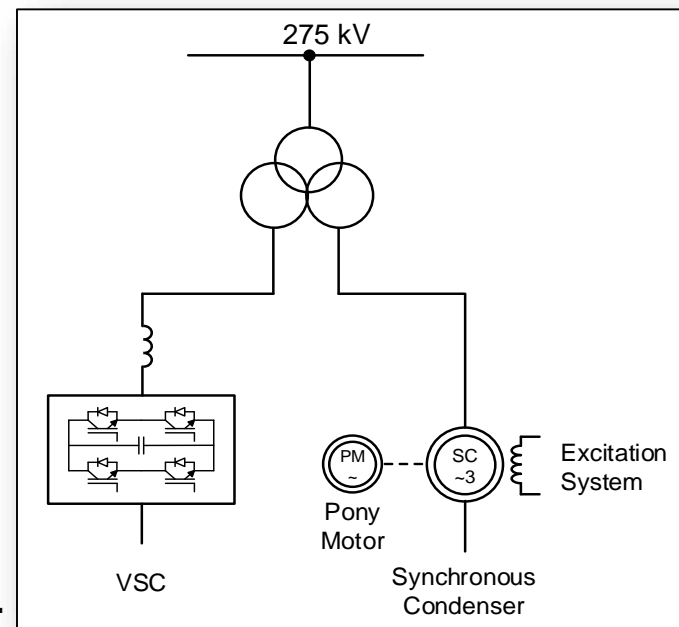 275 kV
PM
~
SC
~3
Excitation
System
Pony
Motor
VSC
Synchronous
Condenser